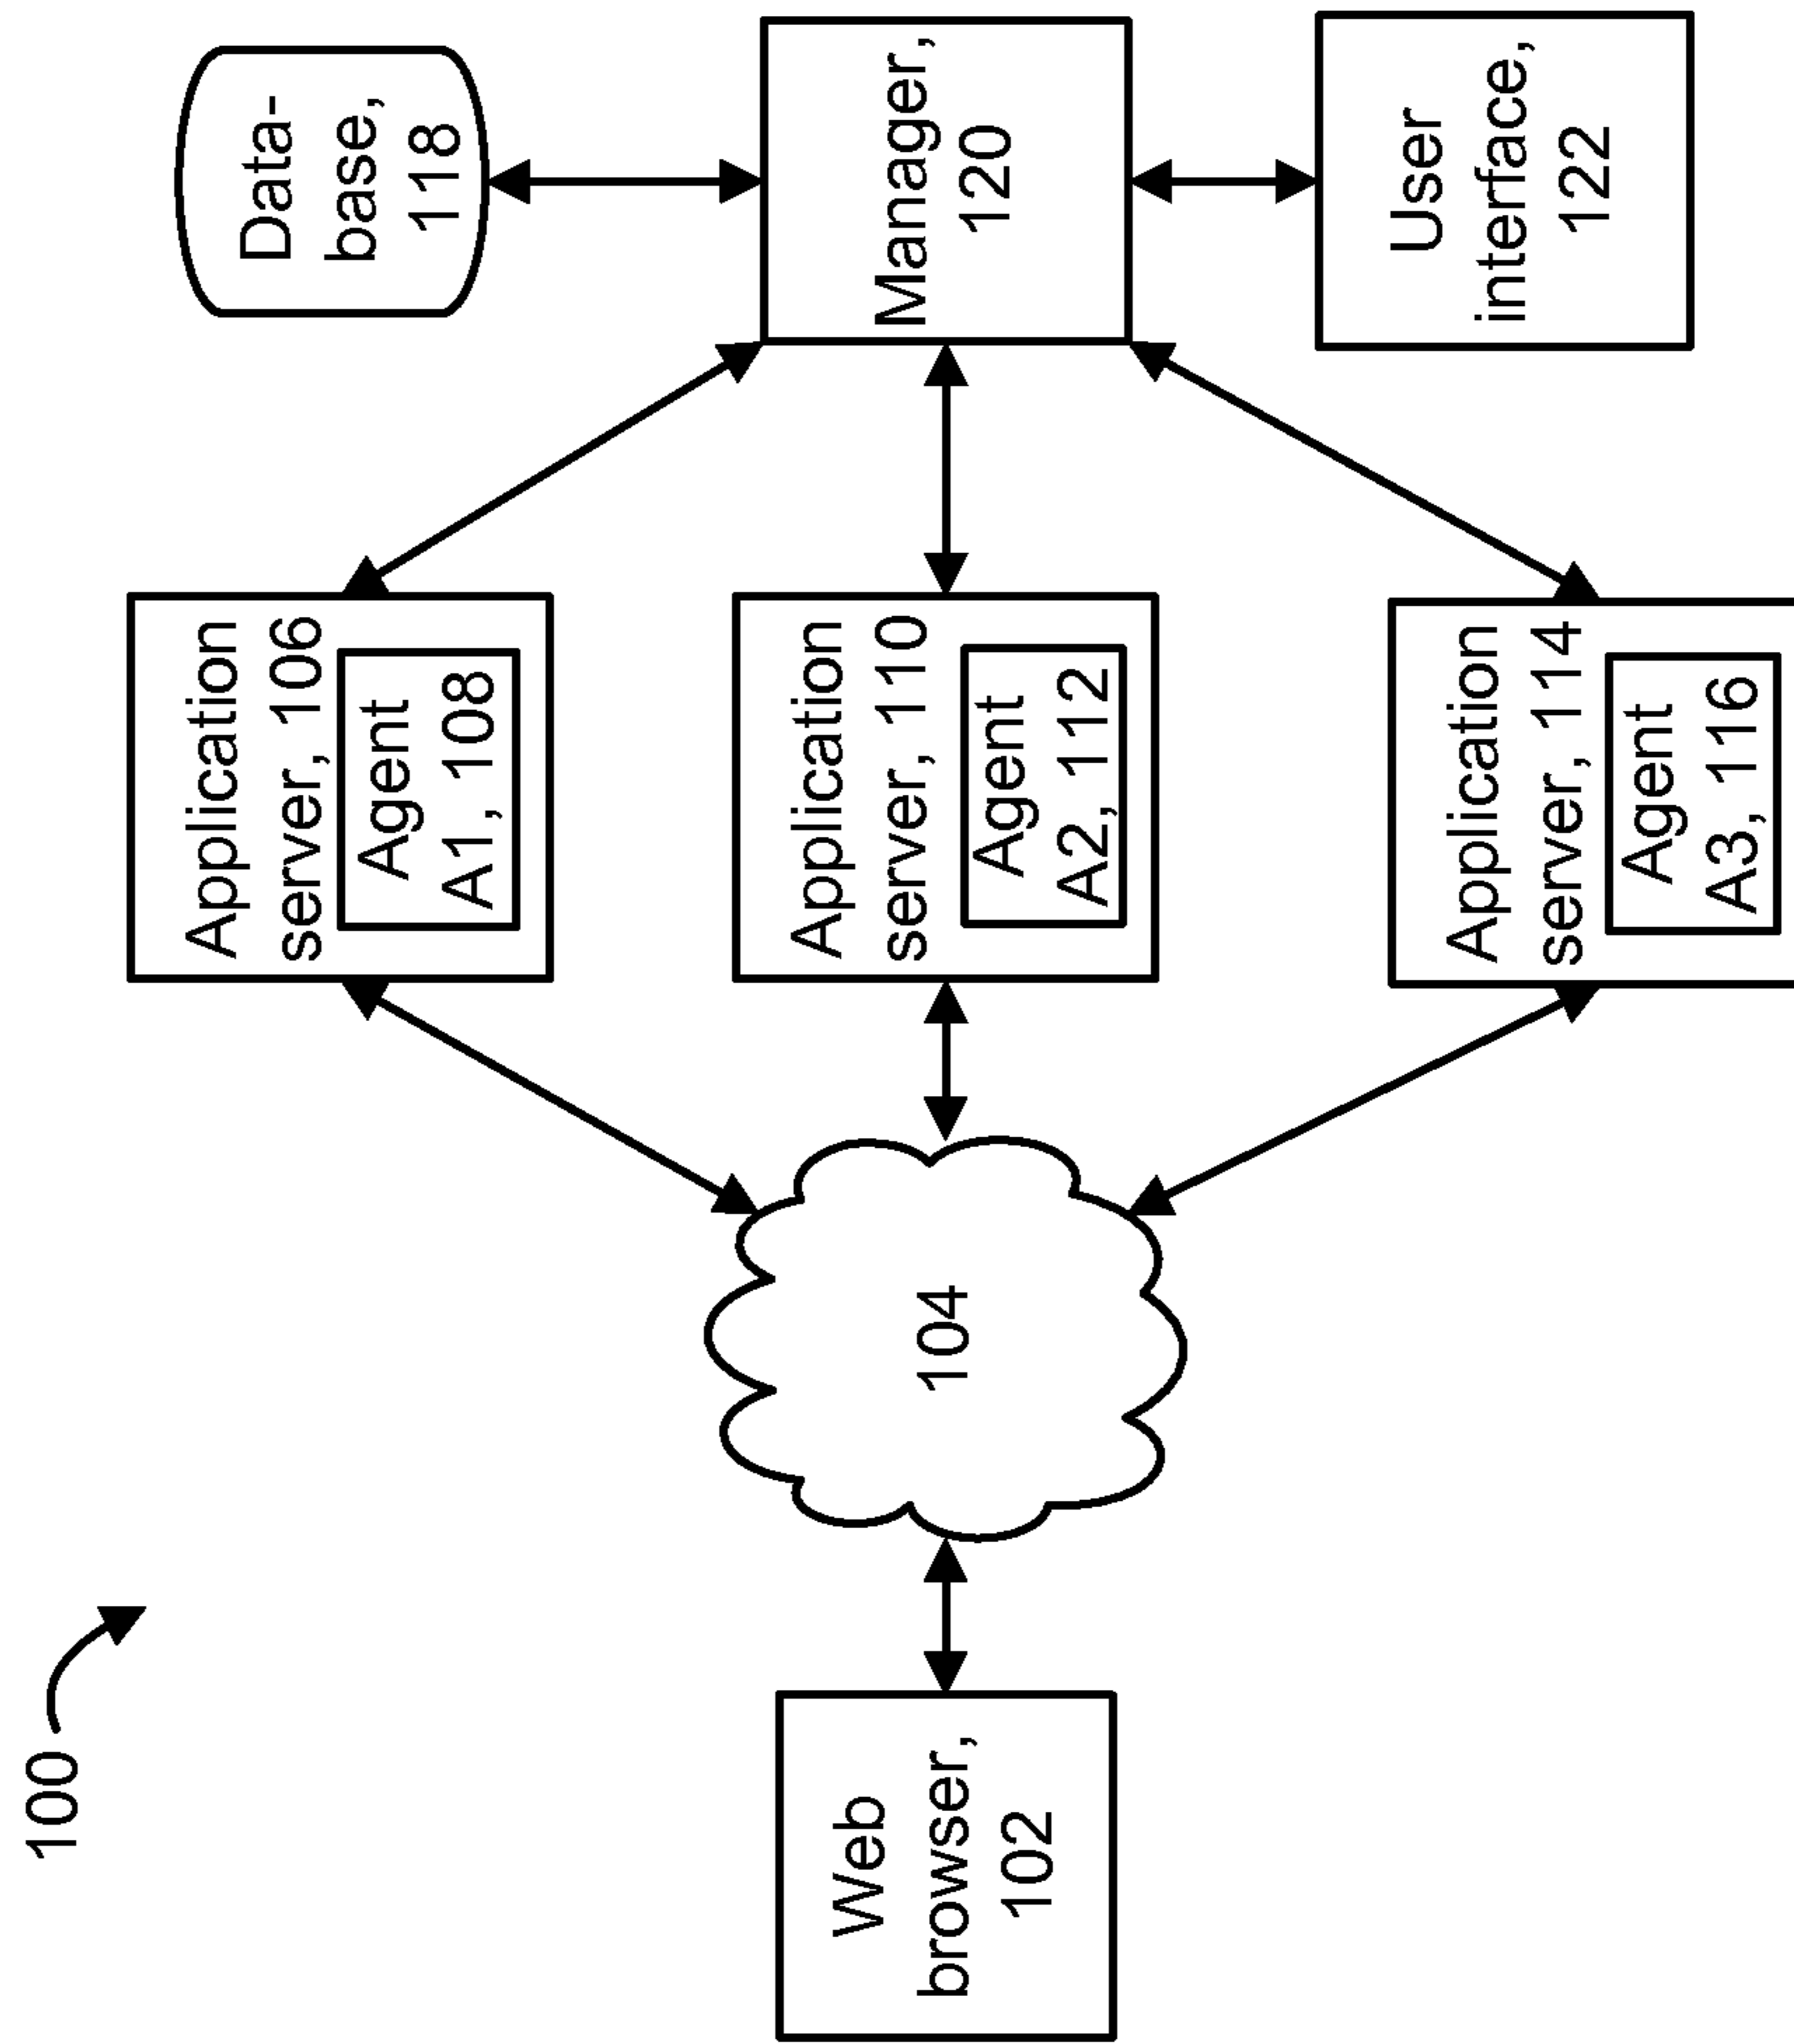 100
Web
browser,
102
104
Application
server, 106
Agent
A1, 108
Application
server, 110
Agent
A2, 112
Application
server, 114
Agent
A3, 116
Data-
base,
118
Manager,
120
User
interface,
122